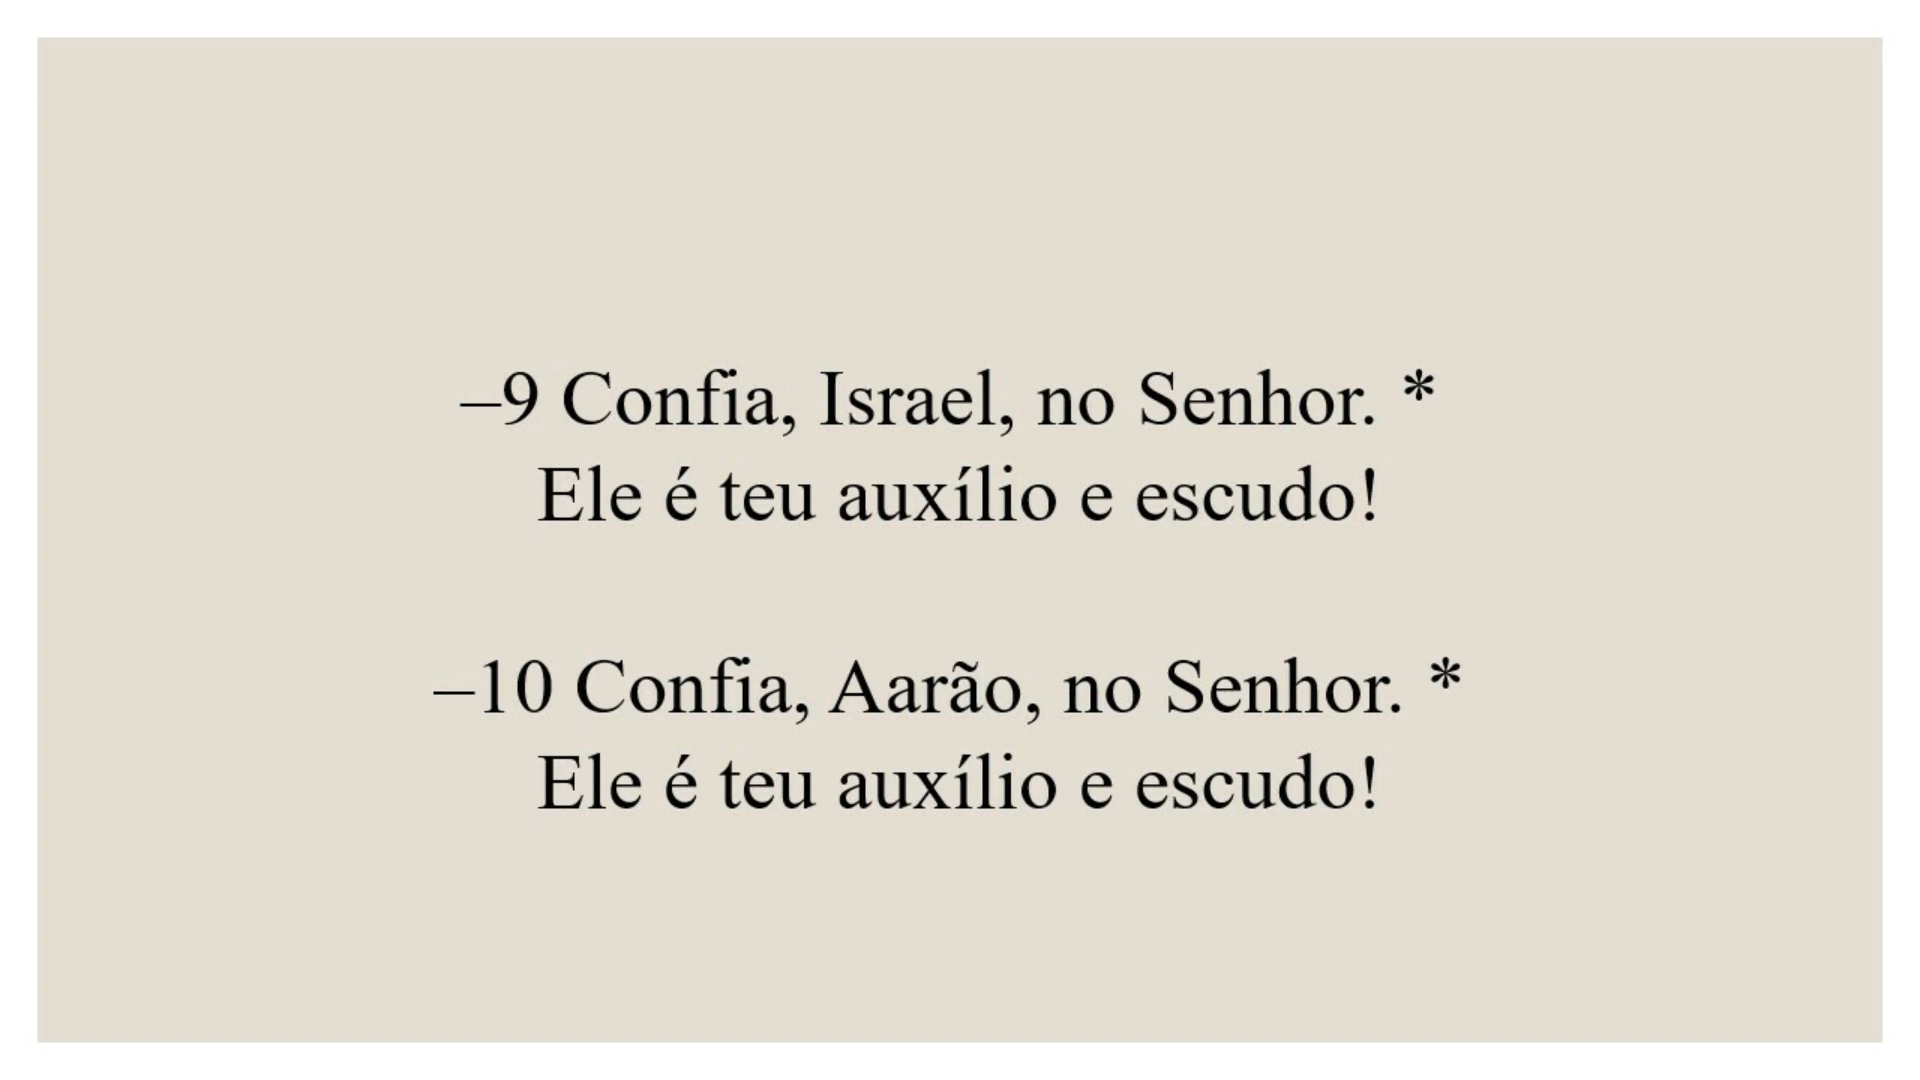 –9 Confia, Israel, no Senhor. *
Ele é teu auxílio e escudo!
–10 Confia, Aarão, no Senhor. *
Ele é teu auxílio e escudo!